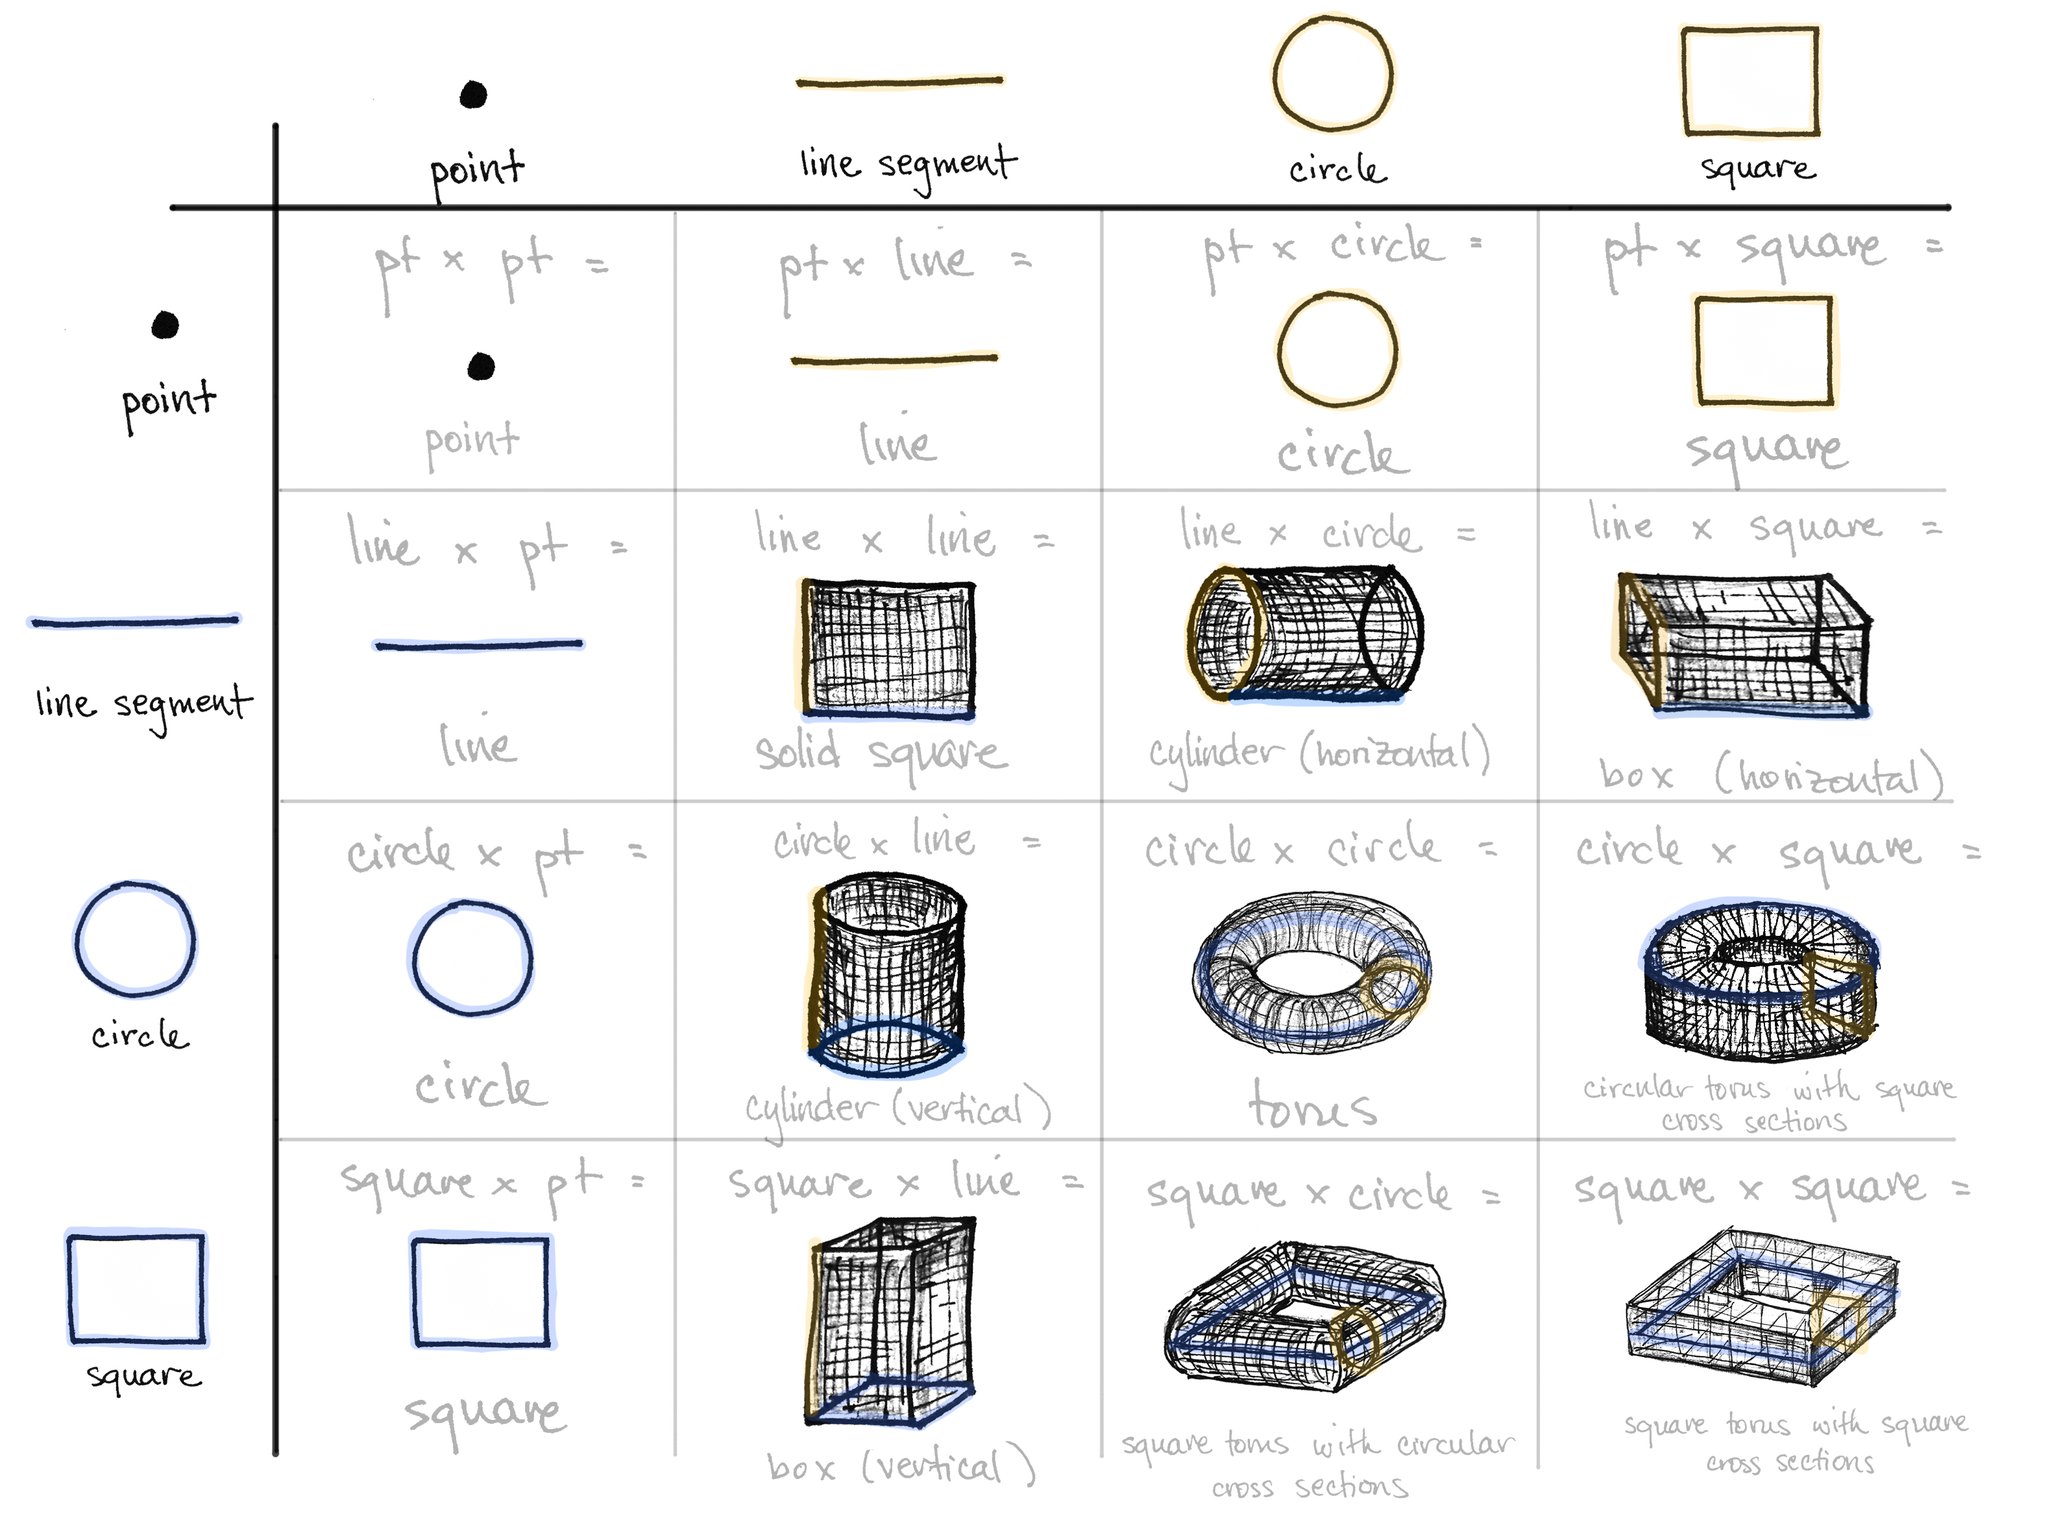 point
line segment
circle
square
point
pt x pt =
point
pt x line =
line
pt x circle =
circle
pt x square =
square
line segment
line x pt =
line
line x line =
solid square
line x circle =
cylinder (horizontal)
line x square =
box (horizontal)
circle
circle x pt =
circle
circle x line =
cylinder (vertical)
circle x circle =
torus
circle x square =
circular torus with square
cross sections
square
square x pt =
square
square x line =
box (vertical)
square x circle =
square torus with circular
cross sections
square x square =
square torus with square
cross sections